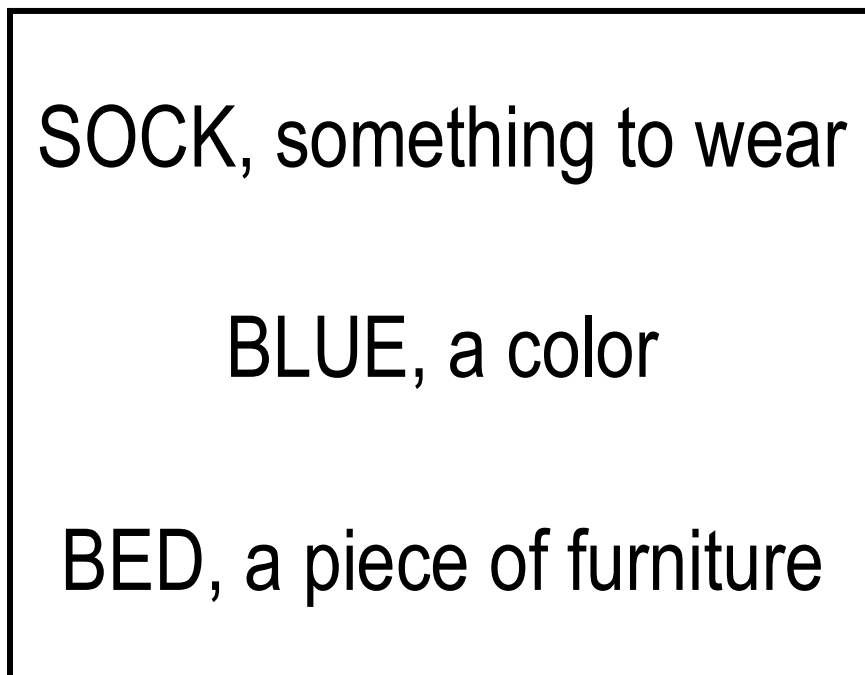 SOCK, something to wear
BLUE, a color
BED, a piece of furniture